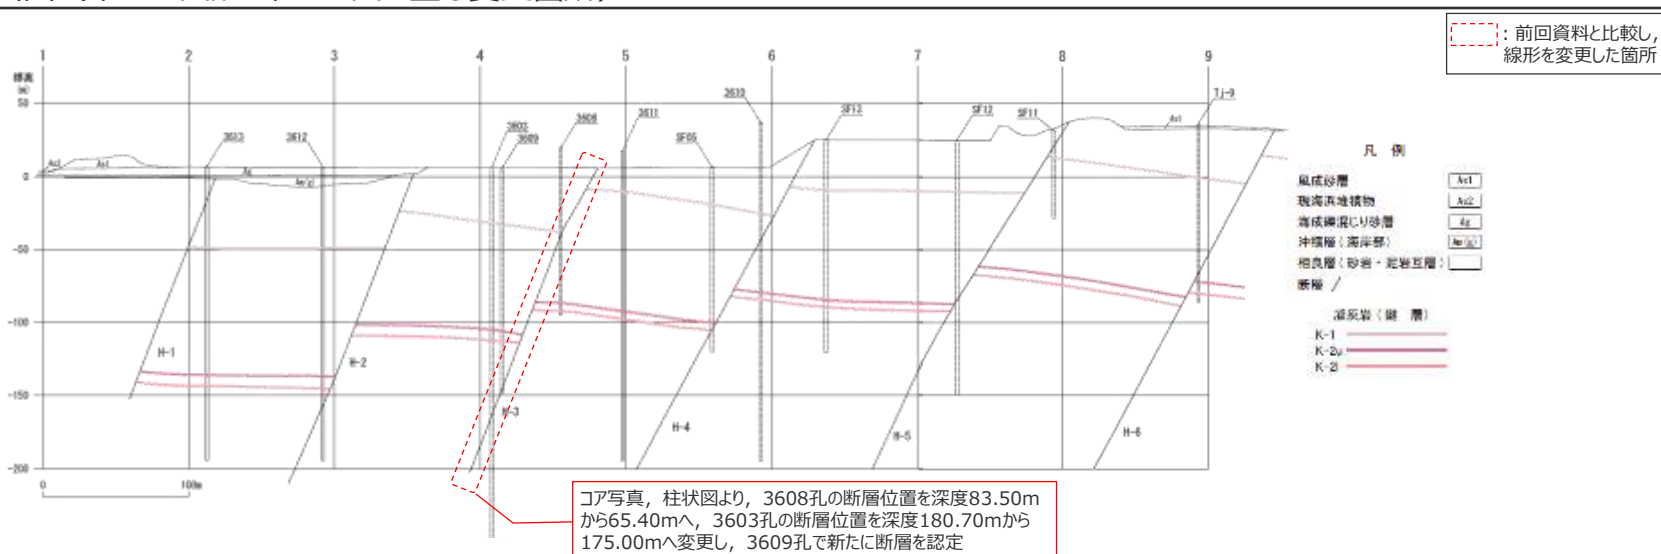 ：前回資料と比較し，
線形を変更した箇所
1 2 3 4 5 6 7 8 9
標高
(m)
50
0
-50
-100
-150
-200
0 100m
3613
3612
3603
3609
3608
3611
SF05
3610
SF13
SF12
SF11
Tj-9
As2
As1
Ag
Am(g)
As1
H-1
H-2
H-3
H-4
H-5
H-6
凡 例
風成砂層 As1
現海浜堆積物 As2
海成礫混じり砂層 Ag
沖積層(海岸部) Am(g)
相良層(砂岩・泥岩互層)
断層
凝灰岩(鍵 層)
K-1
K-2u
K-2l
コア写真，柱状図より，3608孔の断層位置を深度83.50m
から65.40mへ，3603孔の断層位置を深度180.70mから
175.00mへ変更し，3609孔で新たに断層を認定